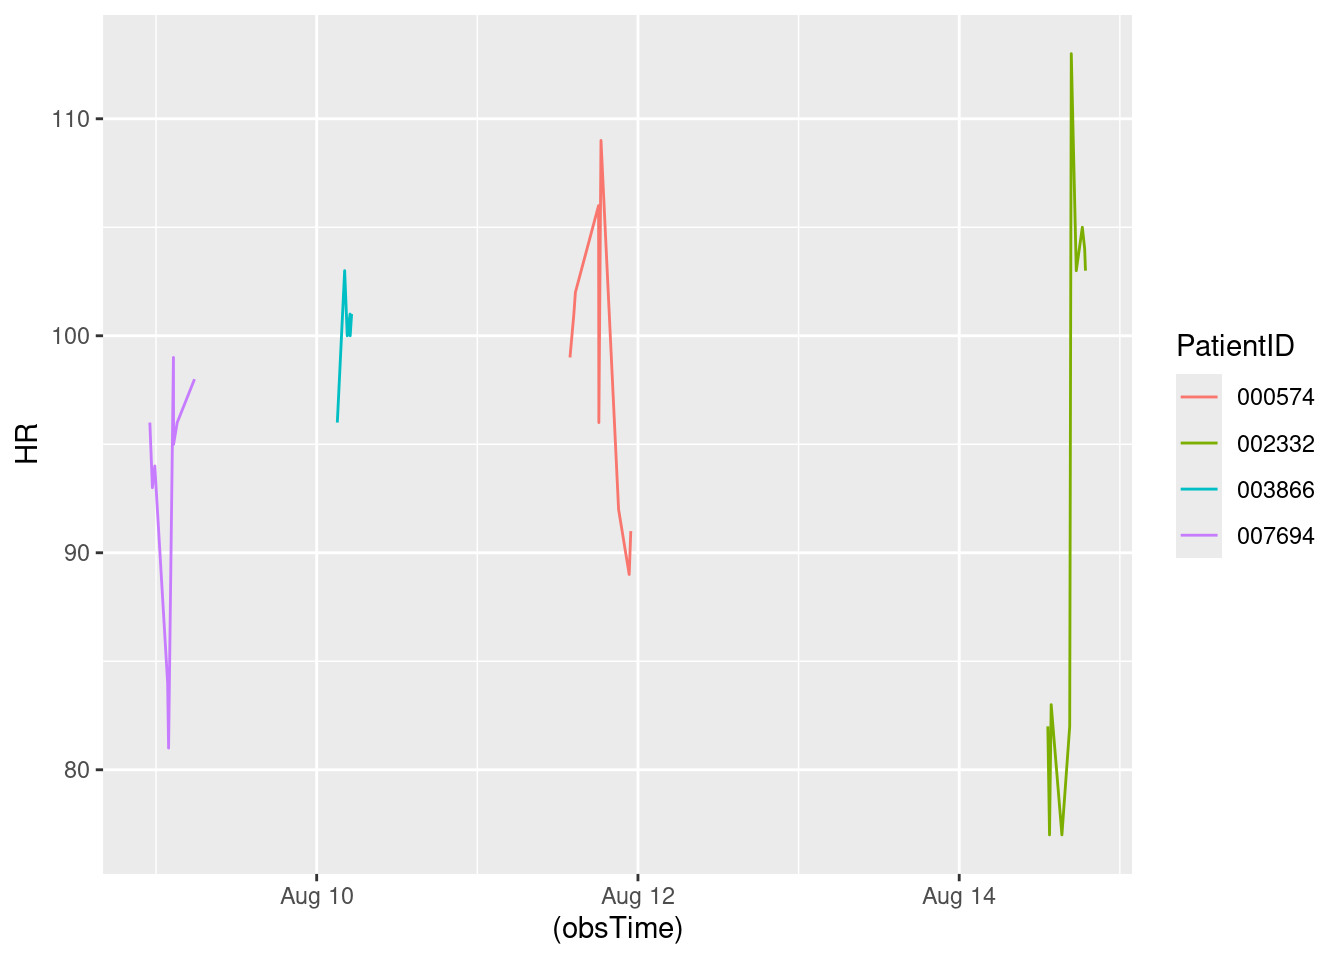 110
100
90
80
HR
Aug 10
Aug 12
Aug 14
(obsTime)
PatientID
000574
002332
003866
007694